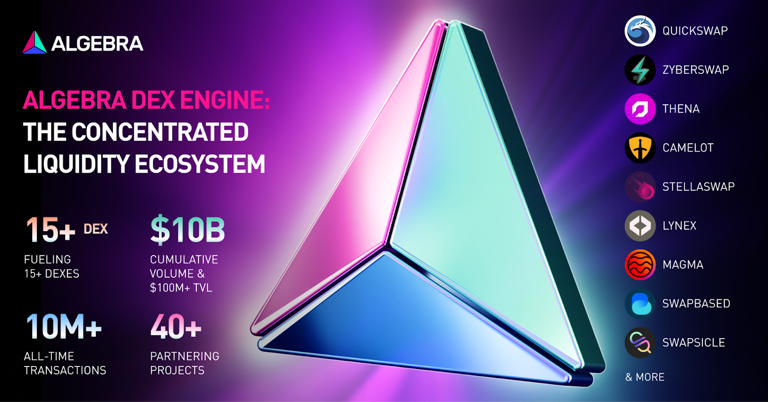 ALGEBRA
ALGEBRA DEX ENGINE:
THE CONCENTRATED
LIQUIDITY ECOSYSTEM
15+ DEX
FUELING
15+ DEXES
$10B
CUMULATIVE
VOLUME &
$100M+ TVL
10M+
ALL-TIME
TRANSACTIONS
40+
PARTNERING
PROJECTS
QUICKSWAP
ZYBERSWAP
THENA
CAMELOT
STELLASWAP
LYNEX
MAGMA
SWAPBASED
SWAPSICLE
& MORE